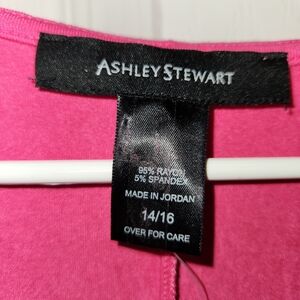 ASHLEY STEWART
95% RAYON
5% SPANDEX
MADE IN JORDAN
14/16
OVER FOR CARE